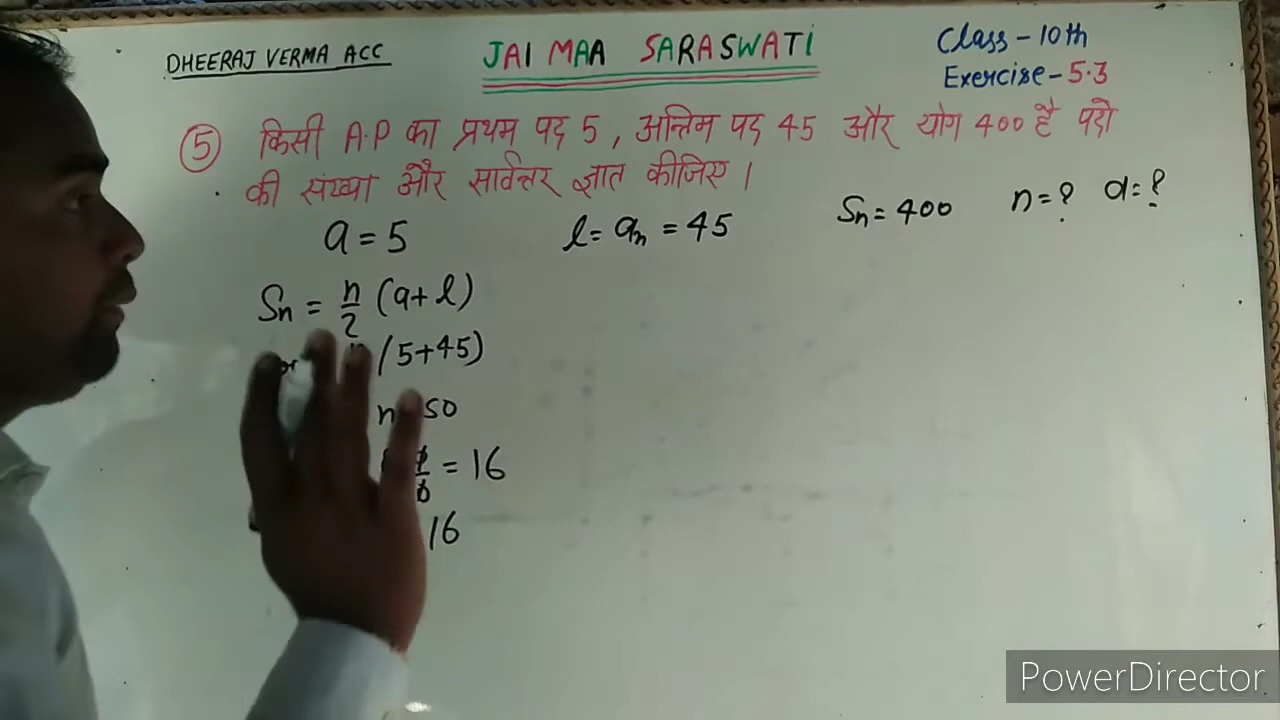 DHEERAJ VERMA ACC
JAI MAA SARASWATI
Class - 10th
Exercise - 5.3
⑤ किसी A.P का प्रथम पद 5 , अन्तिम पद 45 और योग 400 है पदो
की संख्या और सार्वन्तर ज्ञात कीजिए ।
a = 5
l = an = 45
Sn = 400
n = ?
d = ?
Sn = n/2 (a + l)
(5+45)
n
50
= 16
16
PowerDirector